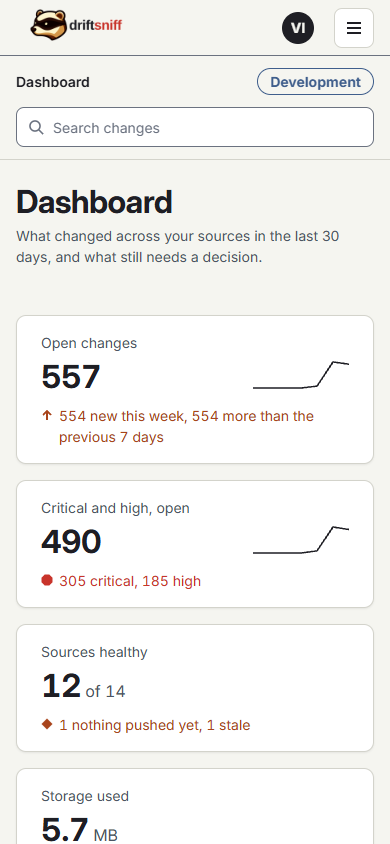 driftsniff
VI
Dashboard
Development
Search changes
Dashboard
What changed across your sources in the last 30
days, and what still needs a decision.
Open changes
557
554 new this week, 554 more than the
previous 7 days
Critical and high, open
490
305 critical, 185 high
Sources healthy
12 of 14
1 nothing pushed yet, 1 stale
Storage used
5.7 MB